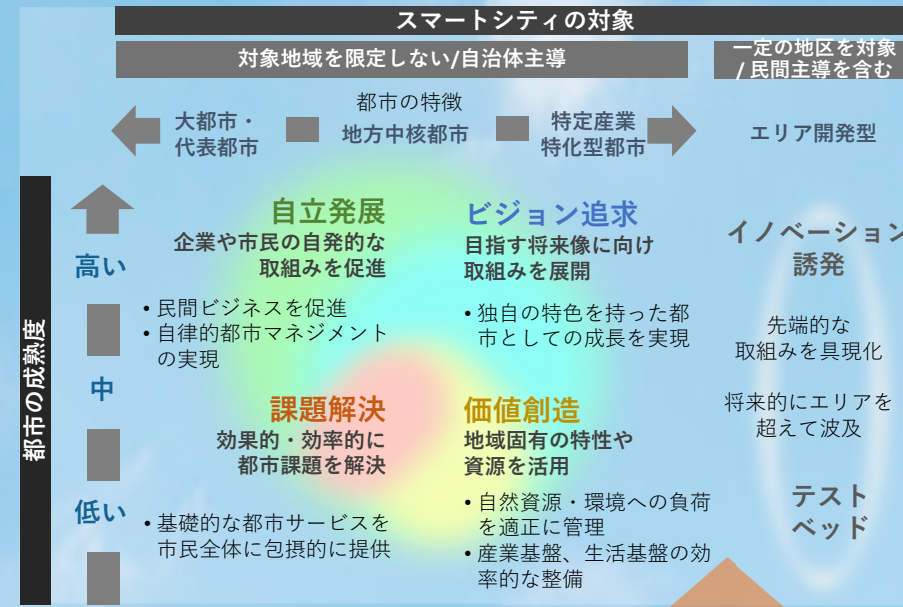 スマートシティの対象
対象地域を限定しない/自治体主導
一定の地区を対象
/ 民間主導を含む
都市の特徴
大都市・
代表都市
地方中核都市
特定産業
特化型都市
エリア開発型
都市の成熟度
高い
中
低い
自立発展
企業や市民の自発的な
取組みを促進
• 民間ビジネスを促進
• 自律的都市マネジメント
の実現
ビジョン追求
目指す将来像に向け
取組みを展開
• 独自の特色を持った都
市としての成長を実現
課題解決
効果的・効率的に
都市課題を解決
• 基礎的な都市サービスを
市民全体に包摂的に提供
価値創造
地域固有の特性や
資源を活用
• 自然資源・環境への負荷
を適正に管理
• 産業基盤、生活基盤の効
率的な整備
イノベーション
誘発
先端的な
取組みを具現化
将来的にエリアを
超えて波及
テスト
ベッド